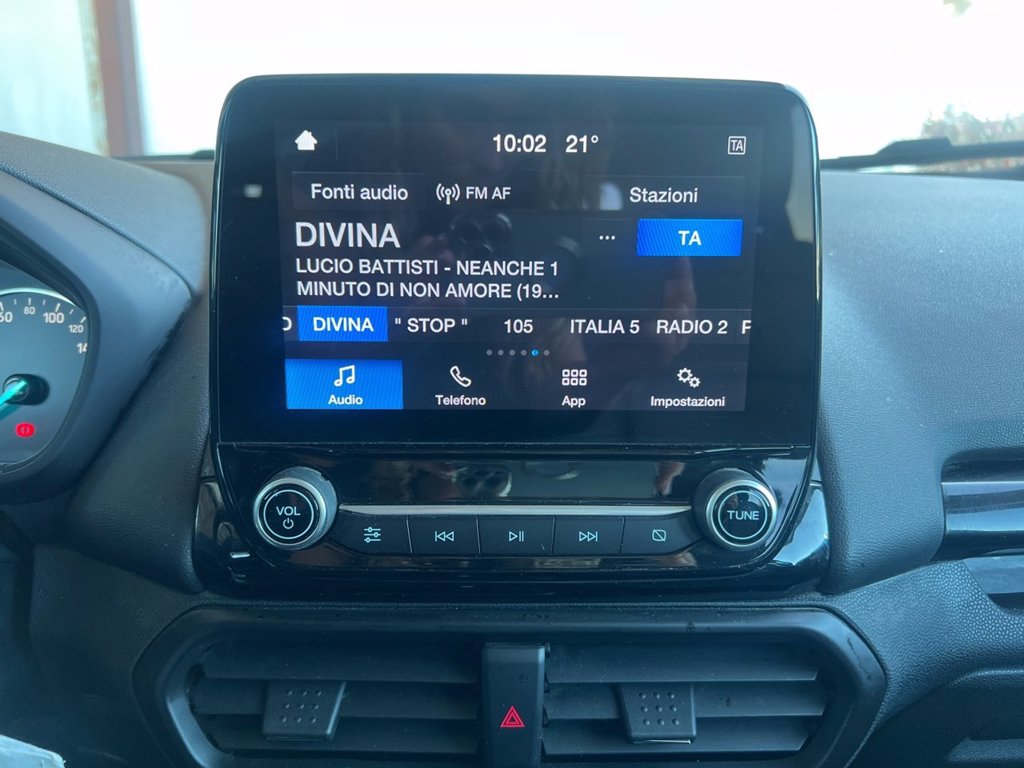 10:02 21° TA
Fonti audio FM AF Stazioni
DIVINA ... TA
LUCIO BATTISTI - NEANCHE 1
MINUTO DI NON AMORE (19...
DIVINA " STOP " 105 ITALIA 5 RADIO 2
Audio Telefono App Impostazioni
60 80 100 120
VOL
TUNE